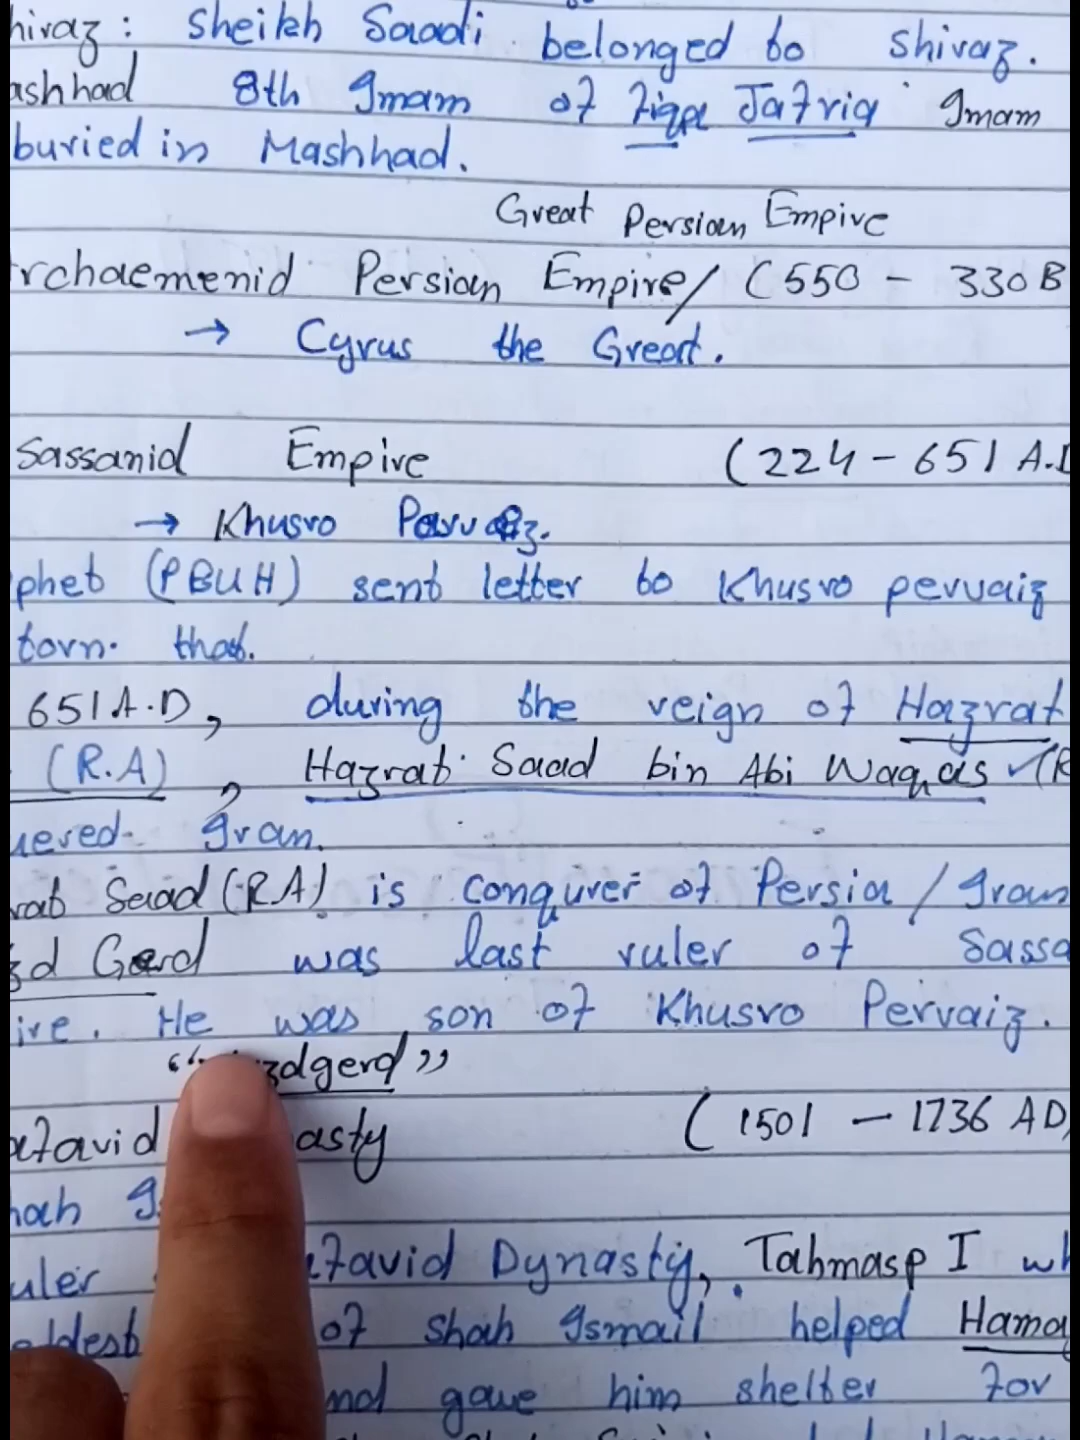 hiraz: Sheikh Saadi belonged to Shiraz.
ashhad 8th Imam of Fiqa Jafria Imam
buried in Mashhad.
Great Persian Empire
rchaemenid Persian Empire/ (550 - 330 B
→ Cyrus the Great.
Sassanid Empire (224 - 651 A.D
→ Khusro Parvaiz.
phet (PBUH) sent letter to Khusro pervaiz
torn that.
651 A.D, during the reign of Hazrat
(R.A), Hazrat Saad bin Abi Waqas ✓(R
uered Iran.
rat Saad (RA) is conqurer of Persia / Iran
zd Gerd was last ruler of Sassa
ire. He was son of Khusro Pervaiz.
zdgerd"
afavid asty (1501 - 1736 AD)
hah
uler afavid Dynasty, Tahmasp I wh
eldest of Shah Ismail helped Hama
nd gave him shelter for